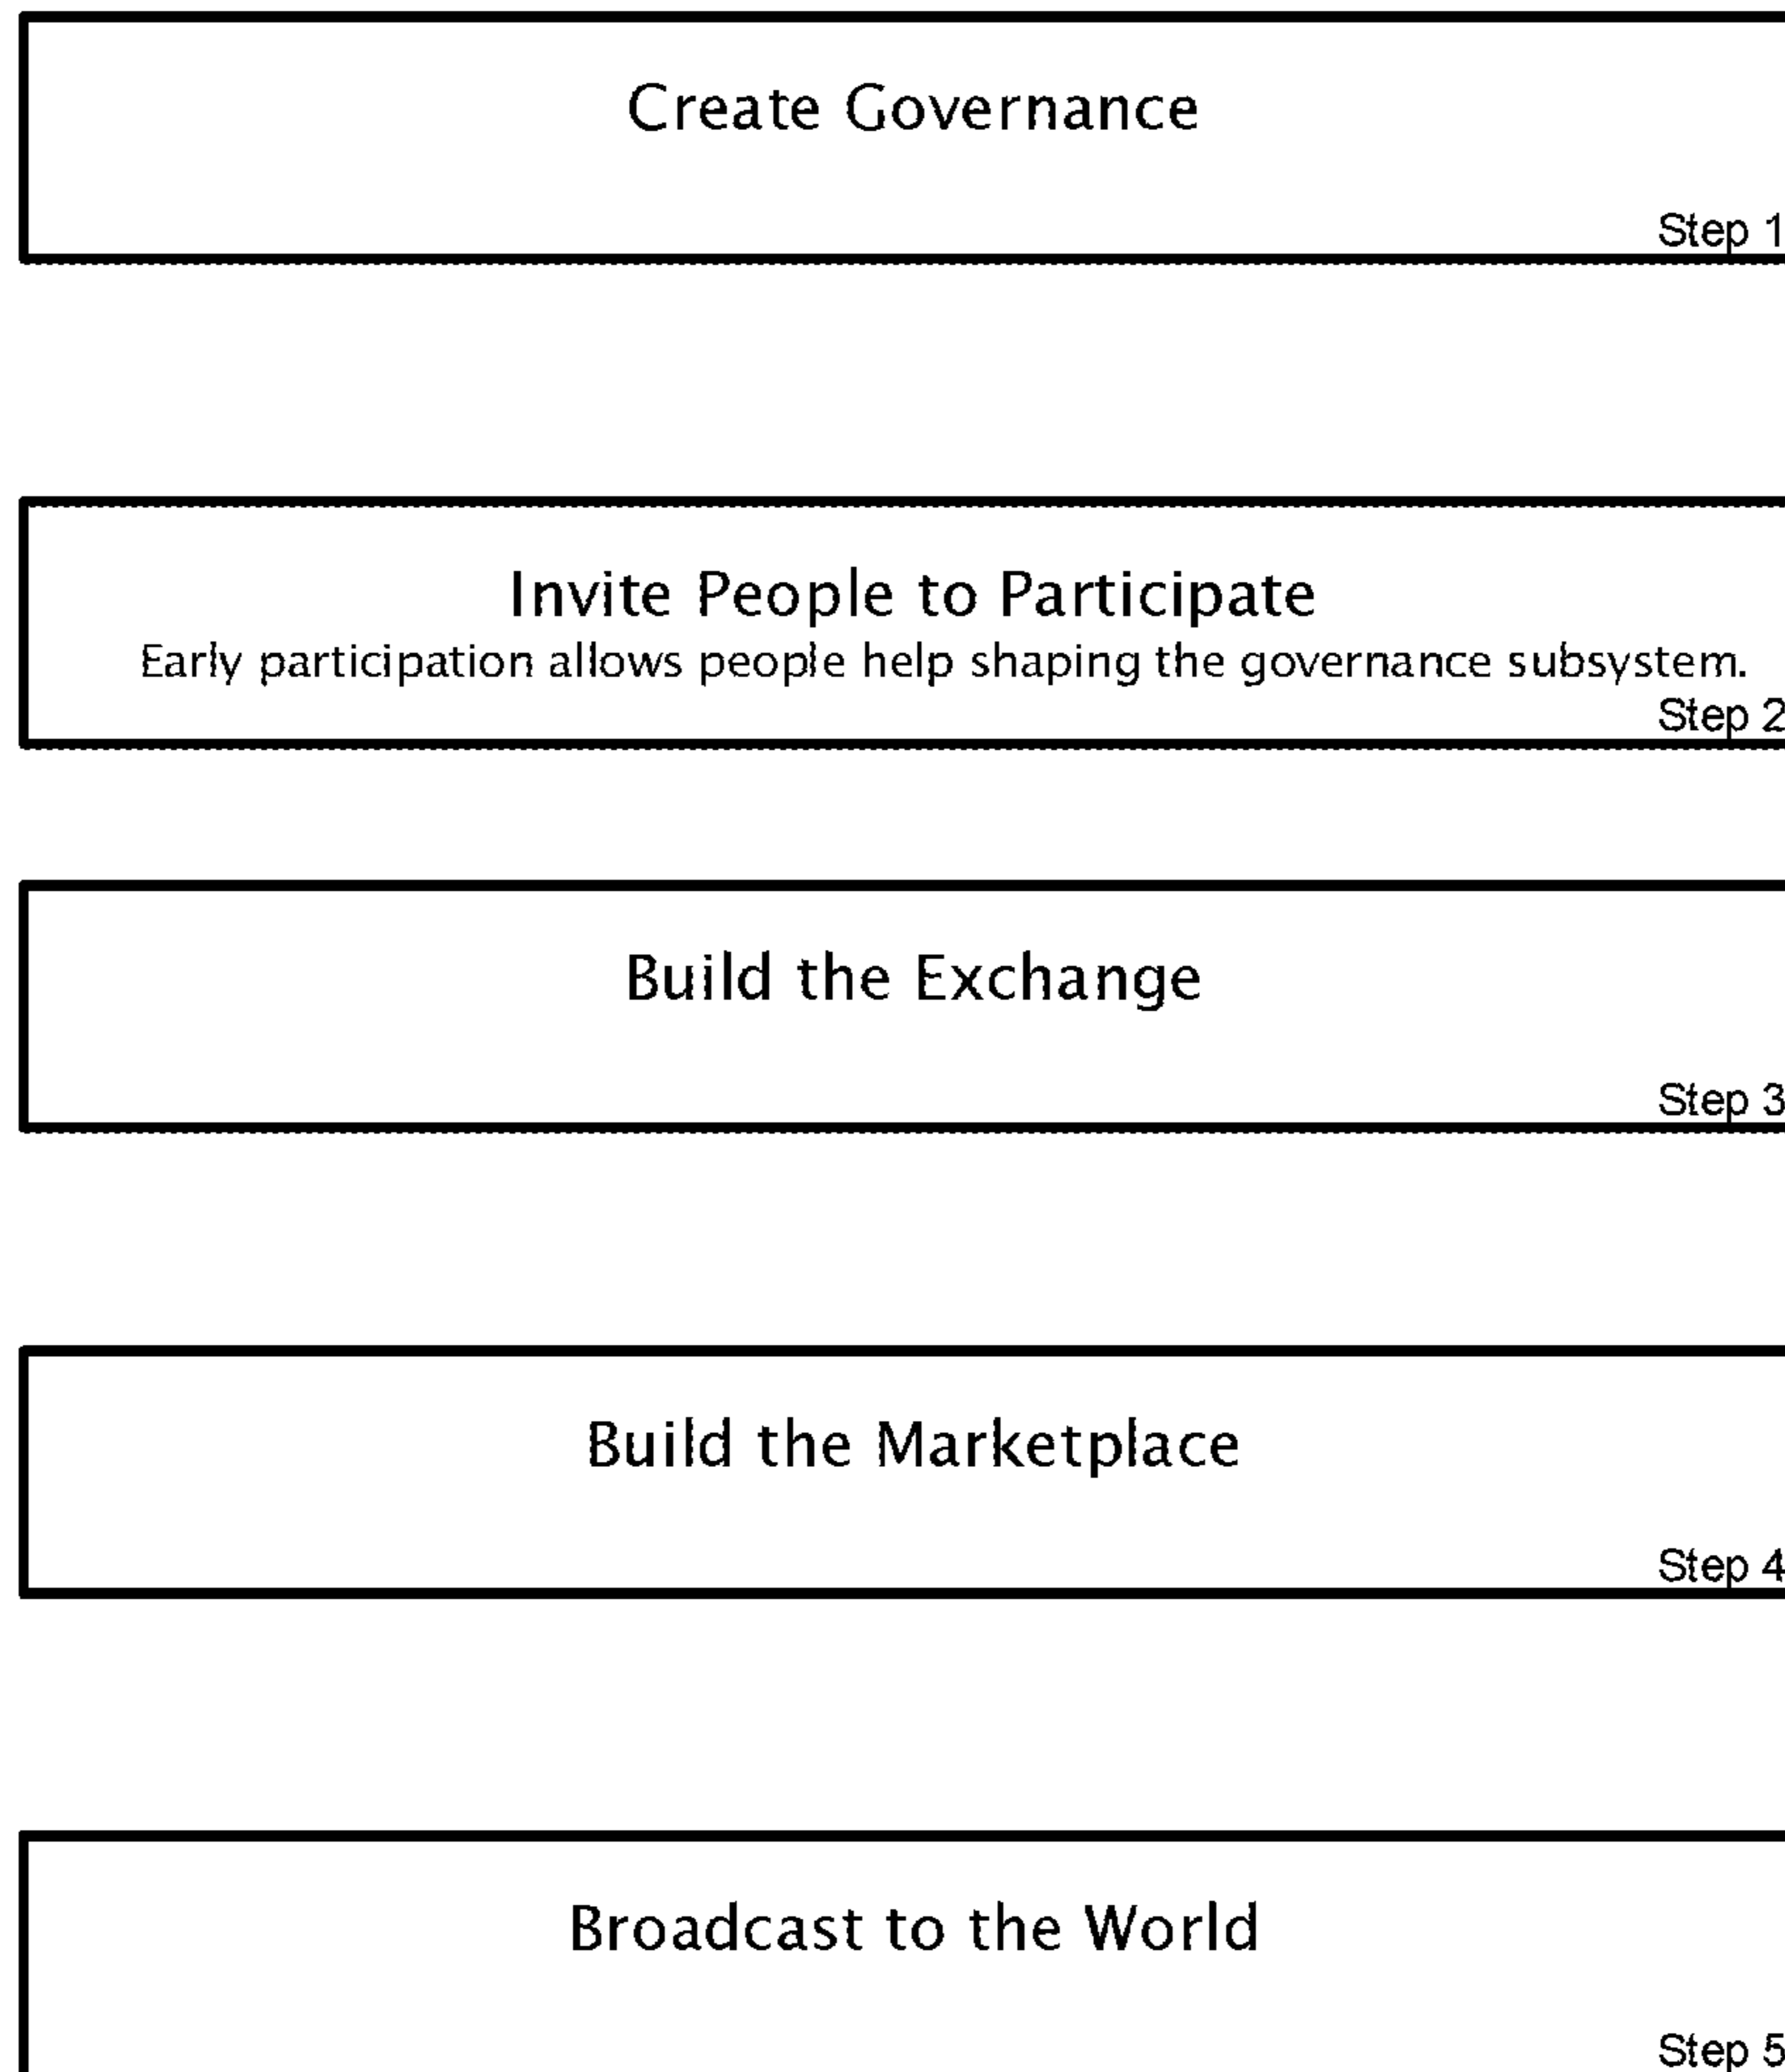 Create Governance
Step 1
Invite People to Participate
Early participation allows people help shaping the governance subsystem.
Step 2
Build the Exchange
Step 3
Build the Marketplace
Step 4
Broadcast to the World
Step 5